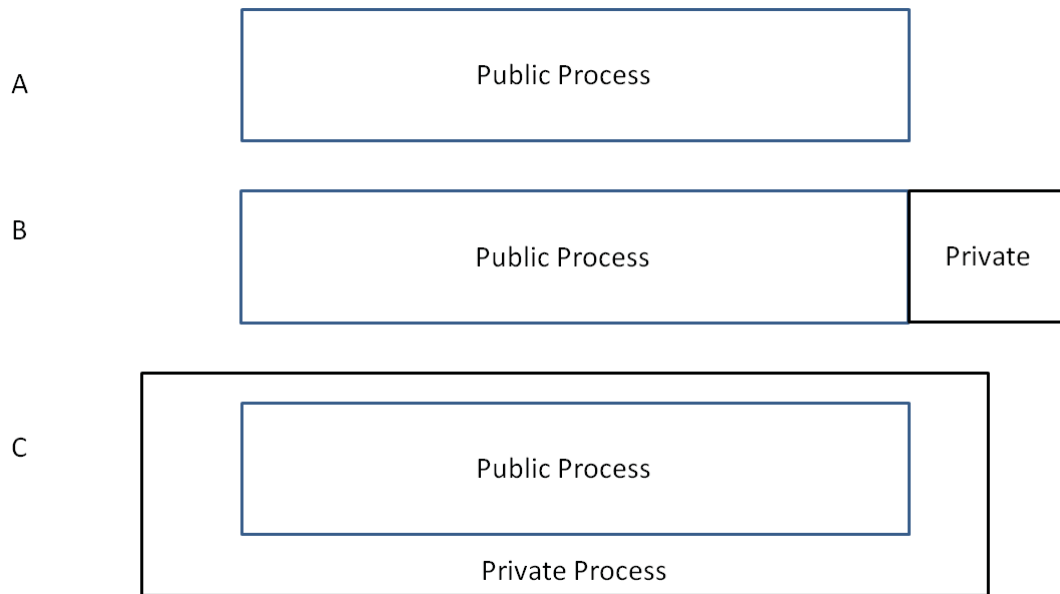 A
Public Process
B
Public Process
Private
C
Public Process
Private Process